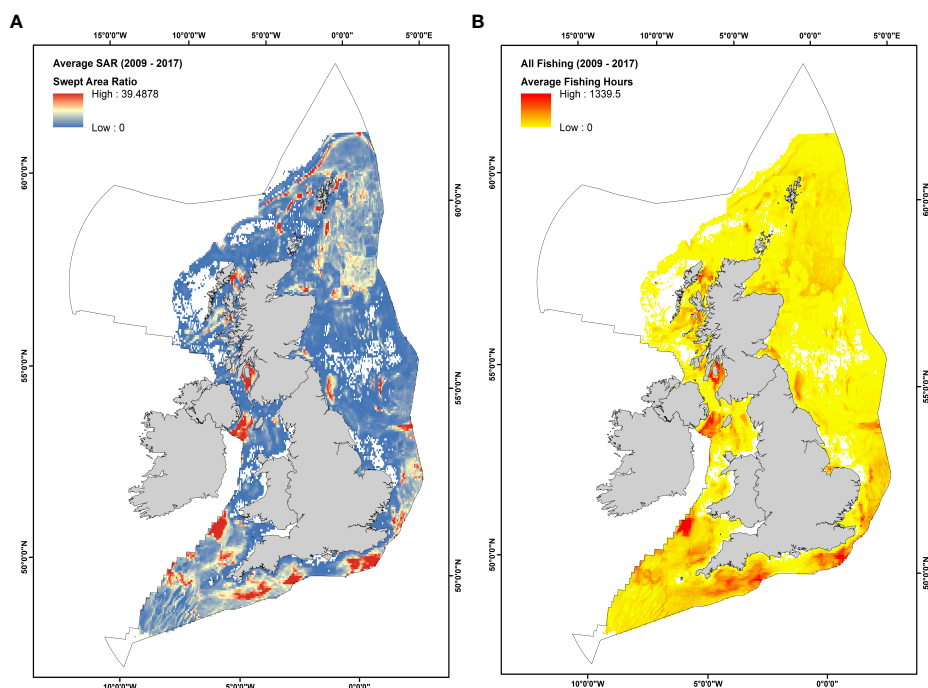 A
B
15°0'0"W 10°0'0"W 5°0'0"W 0°0'0" 5°0'0"E
15°0'0"W 10°0'0"W 5°0'0"W 0°0'0" 5°0'0"E
Average SAR (2009 - 2017)
Swept Area Ratio
High : 39.4878
Low : 0
All Fishing (2009 - 2017)
Average Fishing Hours
High : 1339.5
Low : 0
60°0'0"N
60°0'0"N
60°0'0"N
60°0'0"N
55°0'0"N
55°0'0"N
55°0'0"N
55°0'0"N
50°0'0"N
50°0'0"N
50°0'0"N
50°0'0"N
10°0'0"W 5°0'0"W 0°0'0"
10°0'0"W 5°0'0"W 0°0'0"